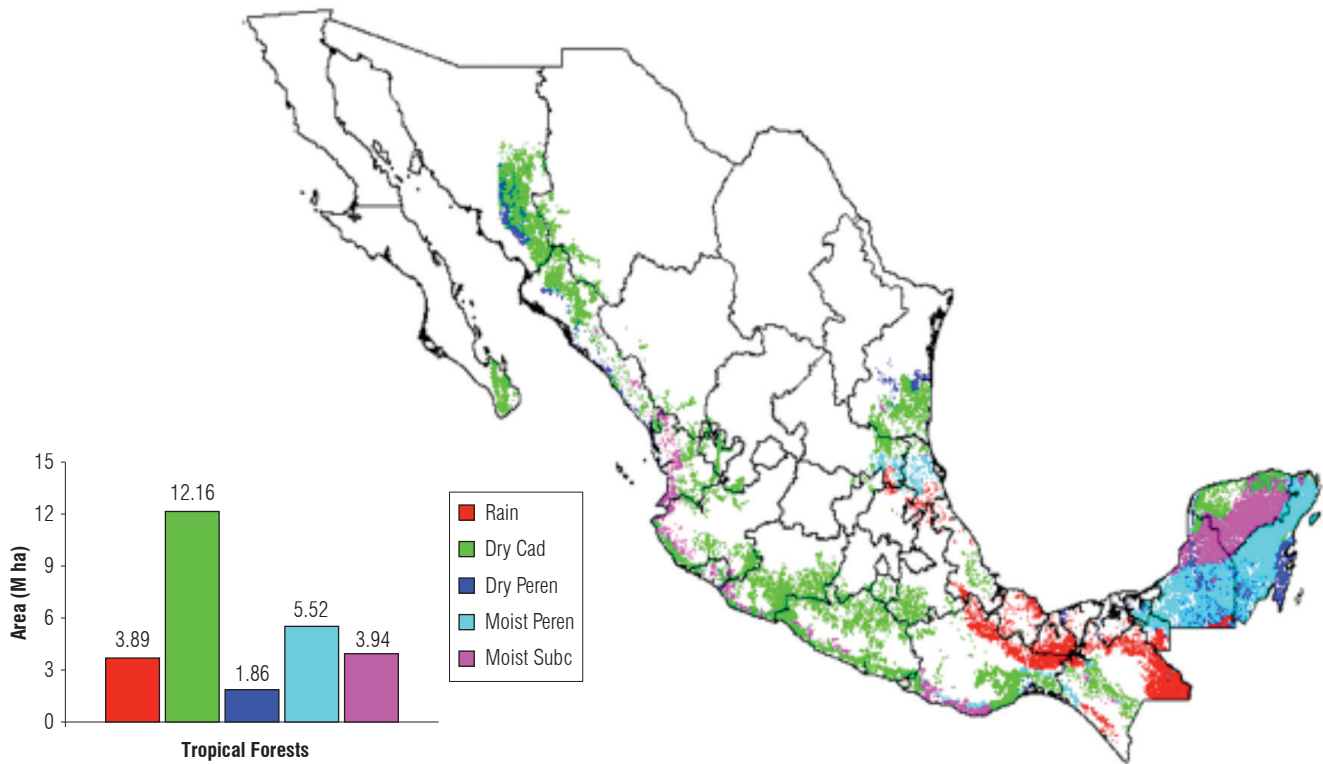 15
12
9
6
3
0
Area (M ha)
3.89
12.16
1.86
5.52
3.94
Tropical Forests
Rain
Dry Cad
Dry Peren
Moist Peren
Moist Subc